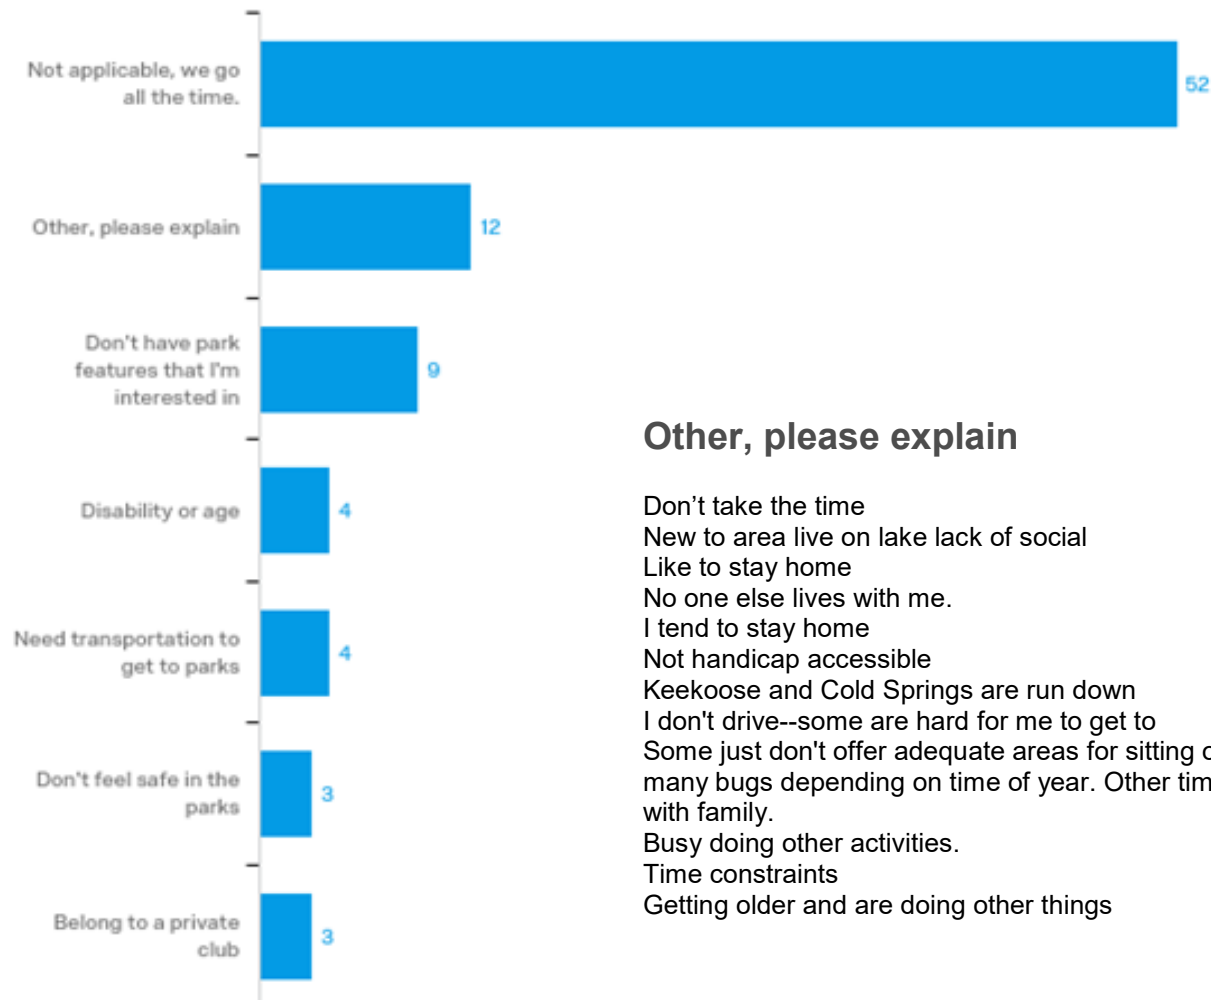 Not applicable, we go
all the time.
52
Other, please explain
12
Don't have park
features that I'm
interested in
9
Disability or age
4
Need transportation to
get to parks
4
Don't feel safe in the
parks
3
Belong to a private
club
3
Other, please explain
Don’t take the time
New to area live on lake lack of social
Like to stay home
No one else lives with me.
I tend to stay home
Not handicap accessible
Keekoose and Cold Springs are run down
I don't drive--some are hard for me to get to
Some just don't offer adequate areas for sitting
many bugs depending on time of year. Other
with family.
Busy doing other activities.
Time constraints
Getting older and are doing other things